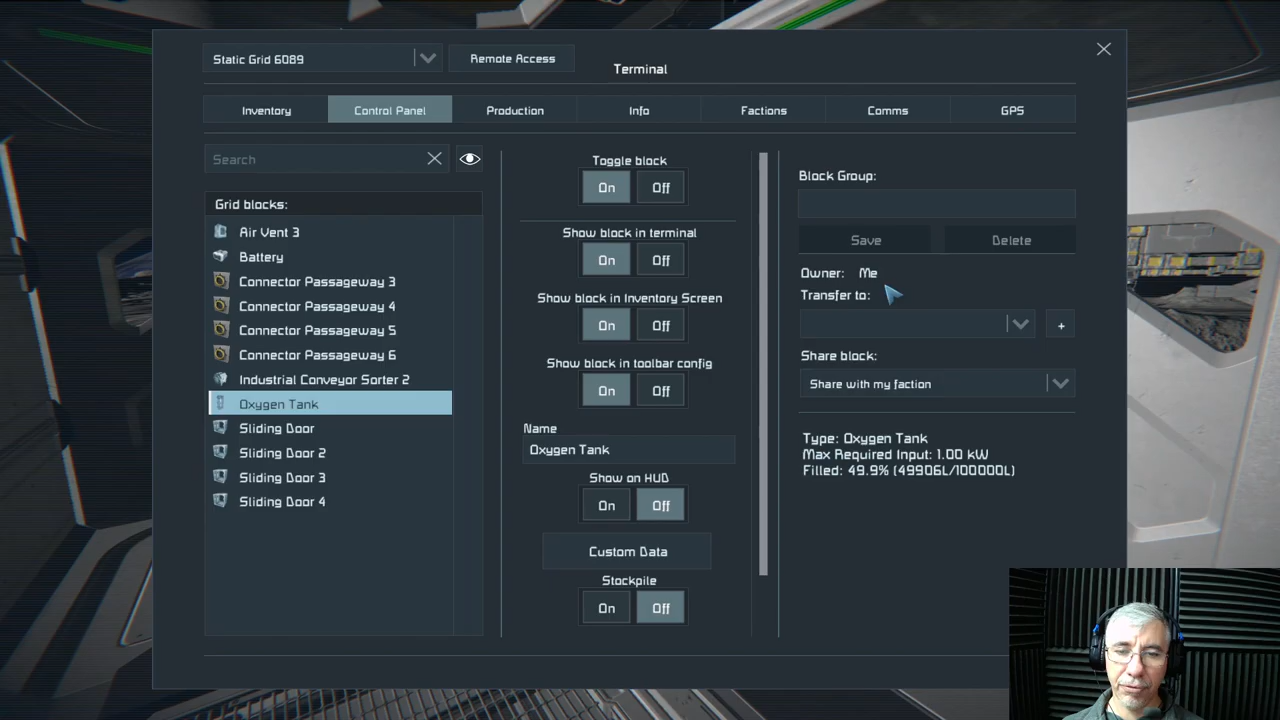 Static Grid 6089
Remote Access
Terminal
Inventory
Control Panel
Production
Info
Factions
Comms
GPS
Search
Grid blocks:
Air Vent 3
Battery
Connector Passageway 3
Connector Passageway 4
Connector Passageway 5
Connector Passageway 6
Industrial Conveyor Sorter 2
Oxygen Tank
Sliding Door
Sliding Door 2
Sliding Door 3
Sliding Door 4
Toggle block
On Off
Show block in terminal
On Off
Show block in Inventory Screen
On Off
Show block in toolbar config
On Off
Name
Oxygen Tank
Show on HUD
On Off
Custom Data
Stockpile
On Off
Block Group:
Save Delete
Owner: Me
Transfer to:
+
Share block:
Share with my faction
Type: Oxygen Tank
Max Required Input: 1.00 kW
Filled: 49.9% (49906L/100000L)